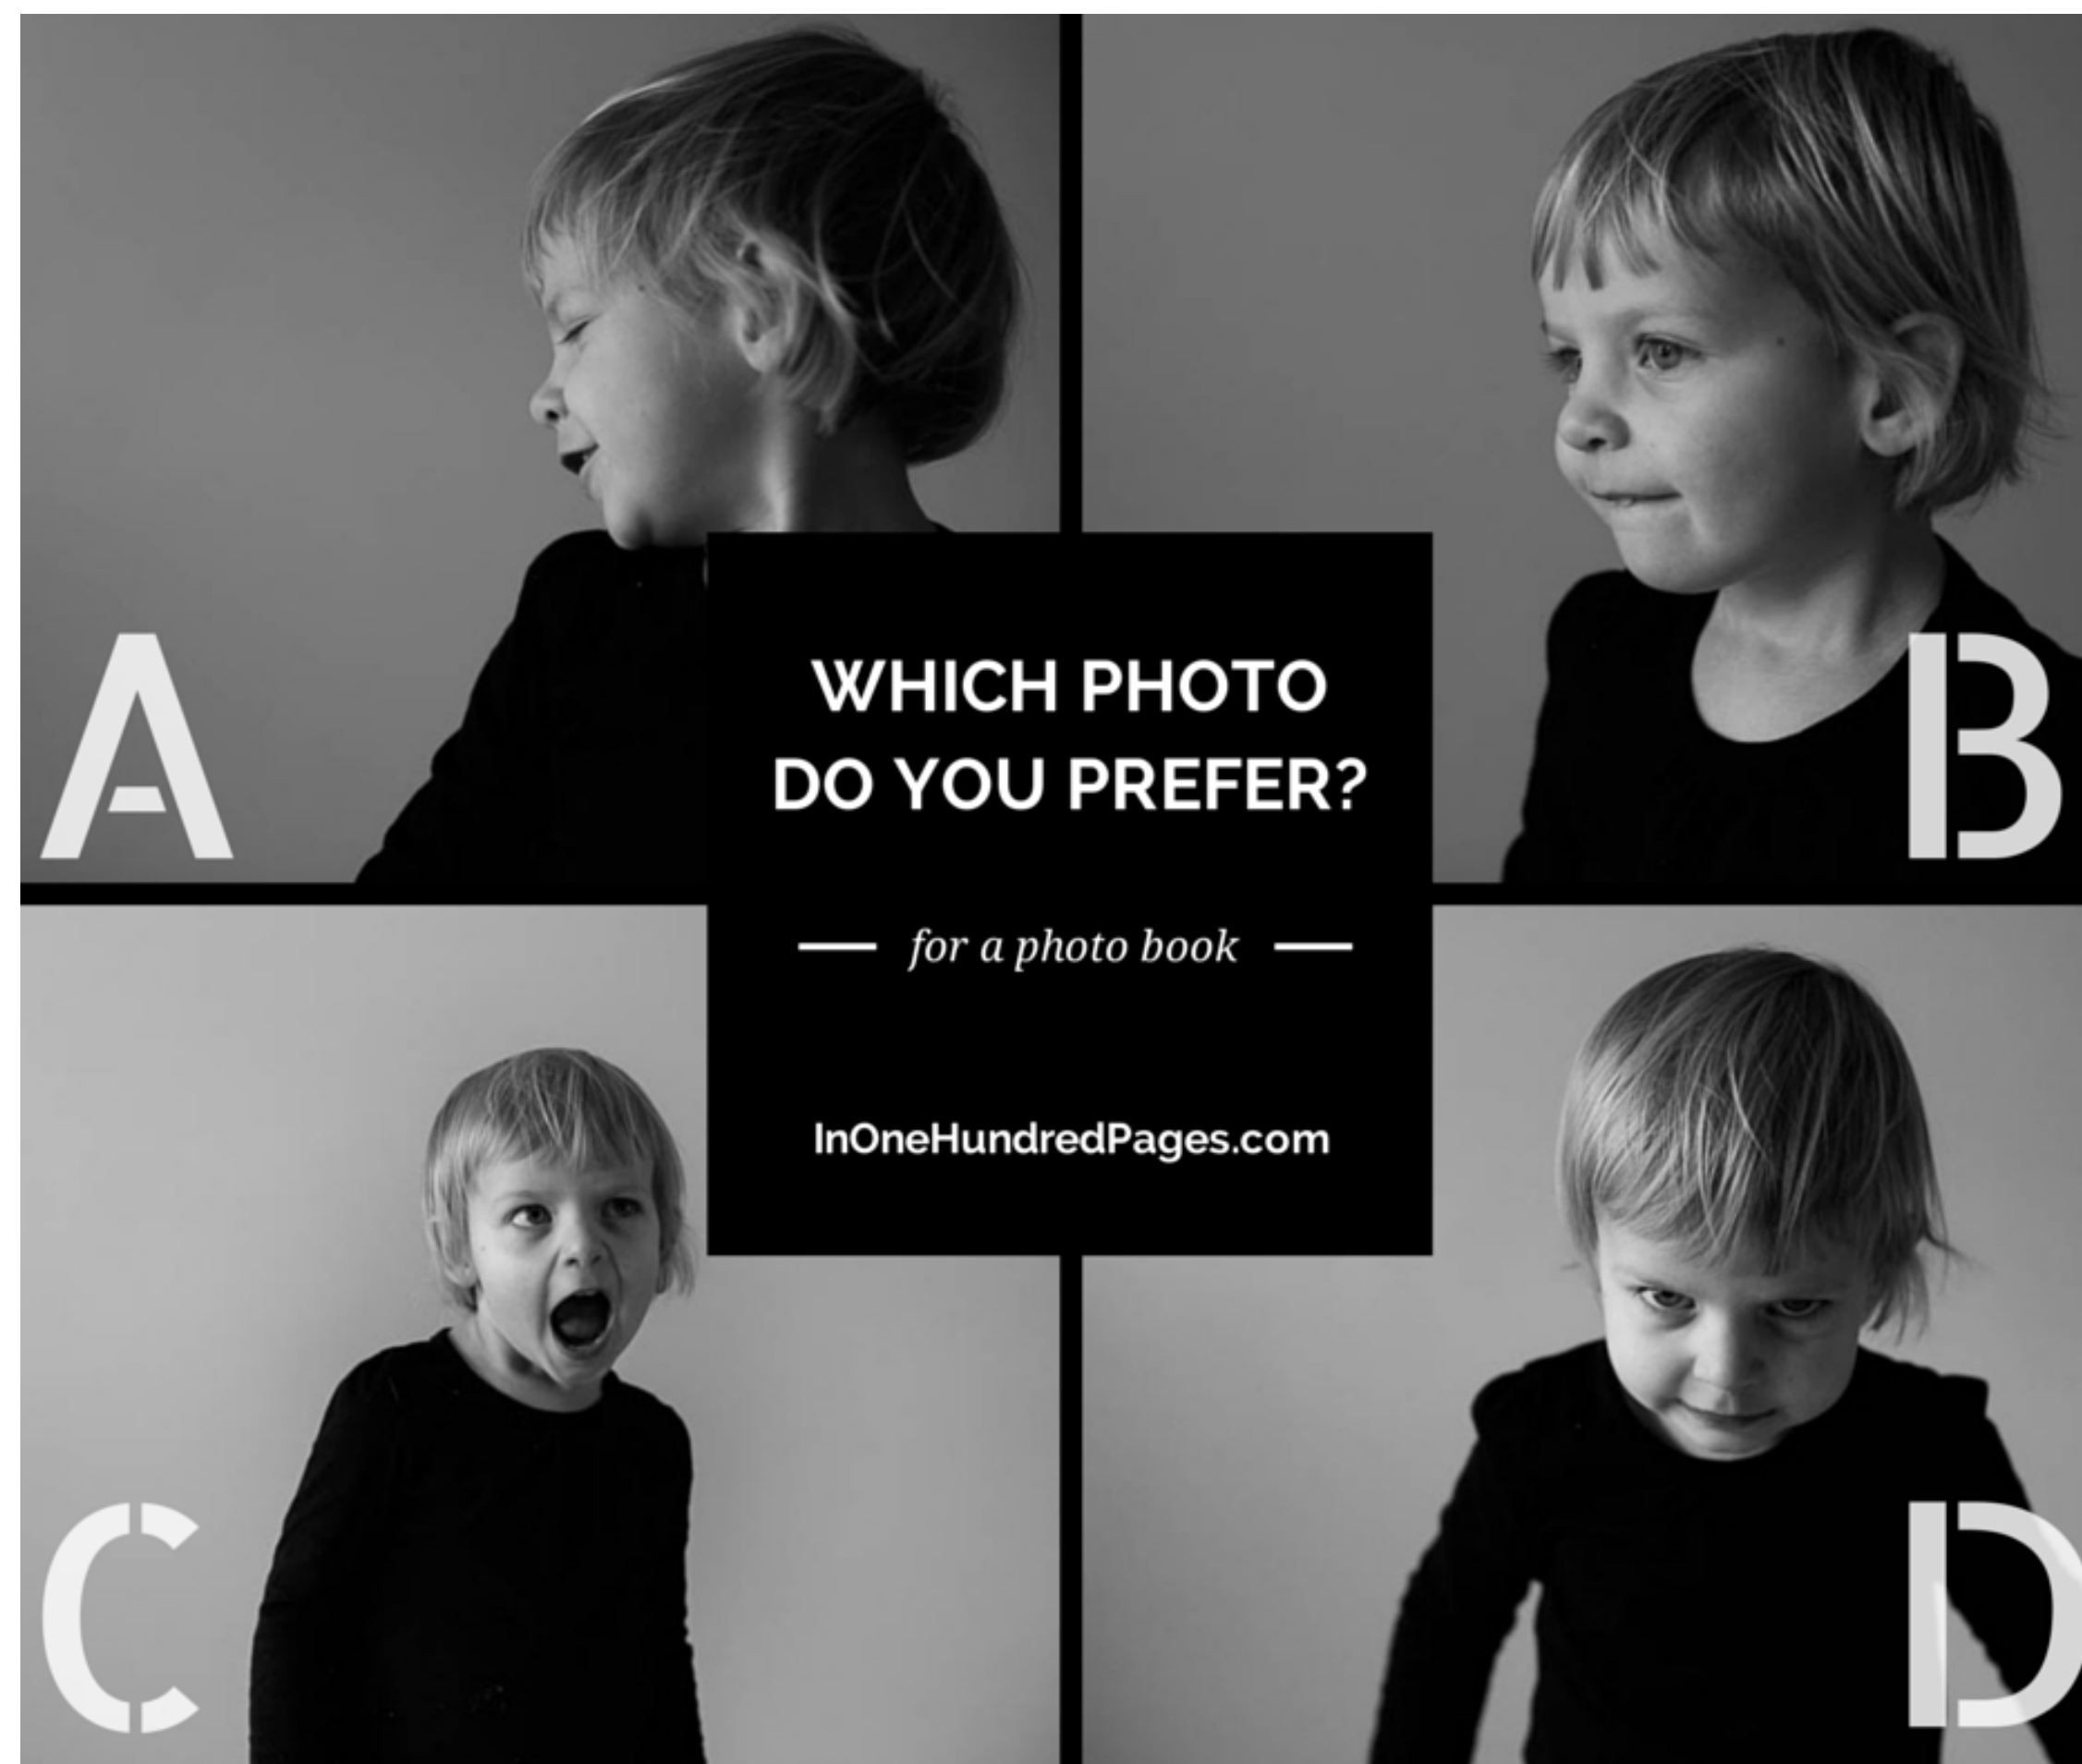 A
B
WHICH PHOTO
DO YOU PREFER?
for a photo book
InOneHundredPages.com
C
D